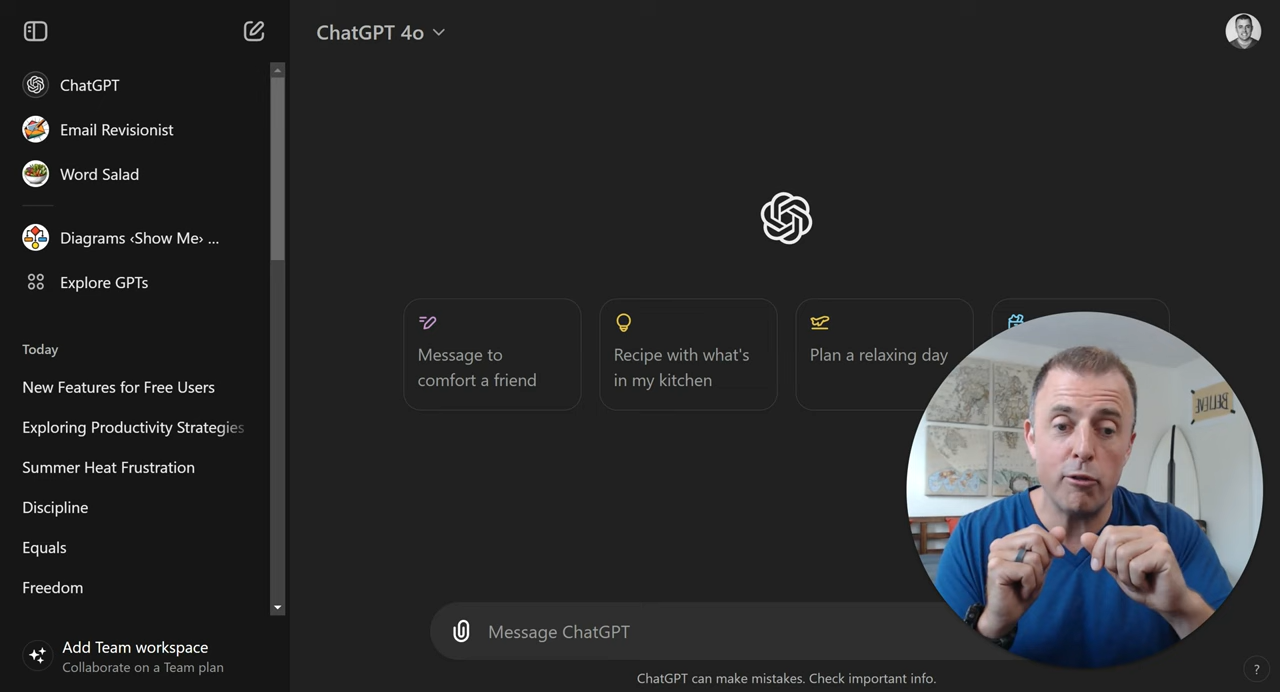 ChatGPT 4o
ChatGPT
Email Revisionist
Word Salad
Diagrams ‹Show Me› ...
Explore GPTs
Today
New Features for Free Users
Exploring Productivity Strategies
Summer Heat Frustration
Discipline
Equals
Freedom
Add Team workspace
Collaborate on a Team plan
Message to
comfort a friend
Recipe with what's
in my kitchen
Plan a relaxing day
BELIEVE
Message ChatGPT
ChatGPT can make mistakes. Check important info.
?